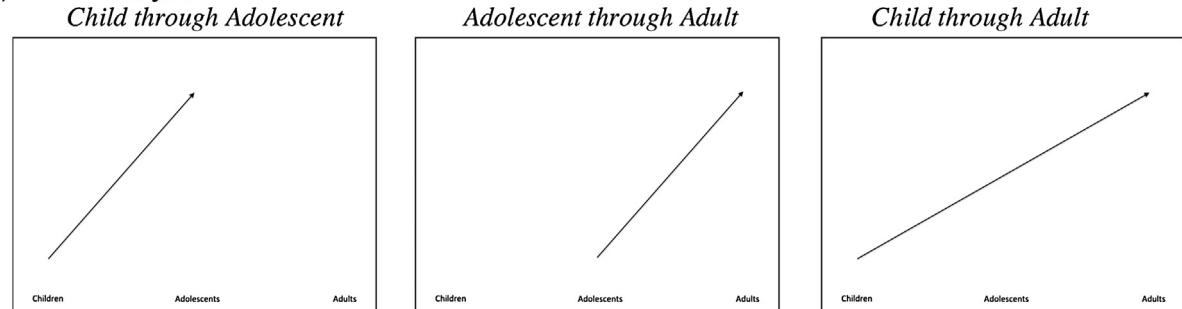 Child through Adolescent
Adolescent through Adult
Child through Adult
Children
Adolescents
Adults
Children
Adolescents
Adults
Children
Adolescents
Adults